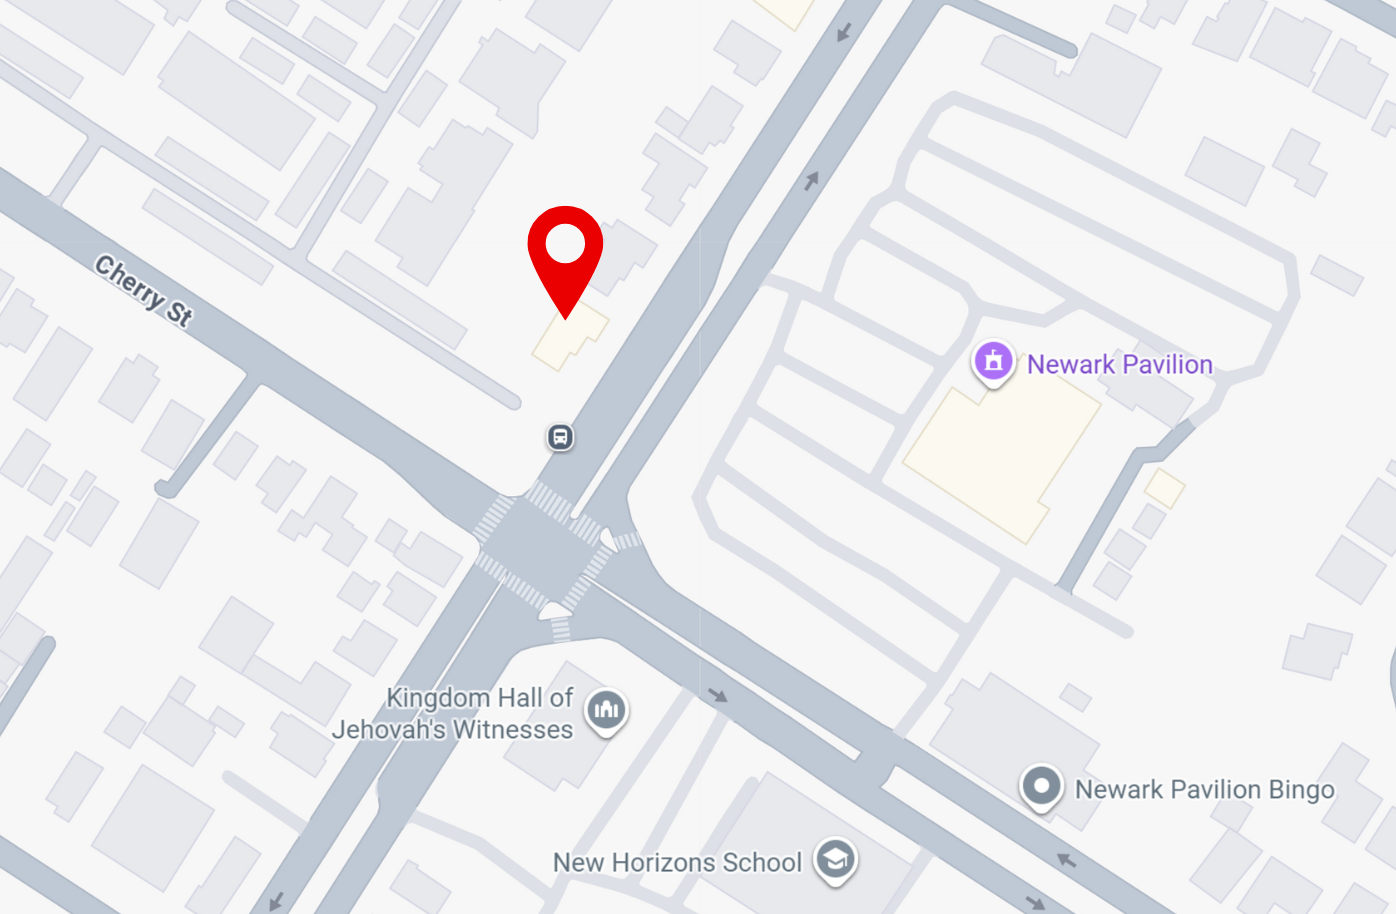 Cherry St
Newark Pavilion
Kingdom Hall of
Jehovah's Witnesses
Newark Pavilion Bingo
New Horizons School